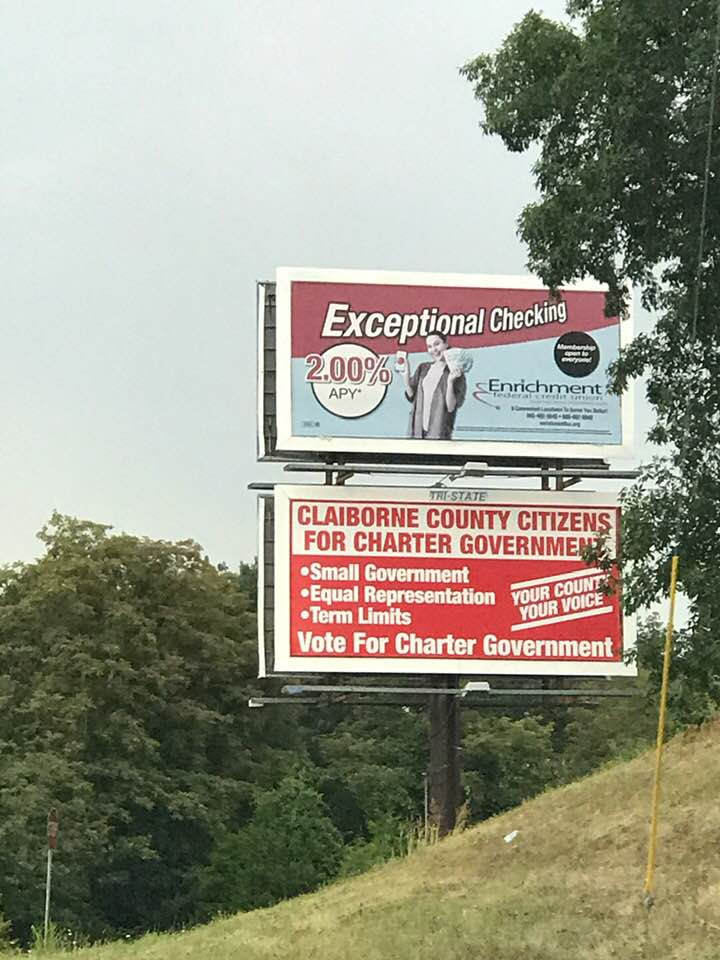 Exceptional Checking
2.00%
APY*
Membership
open to
everyone!
Enrichment
federal credit union
TRI-STATE
CLAIBORNE COUNTY CITIZENS
FOR CHARTER GOVERNMENT
•Small Government
•Equal Representation
•Term Limits
YOUR COUNTY
YOUR VOICE
Vote For Charter Government